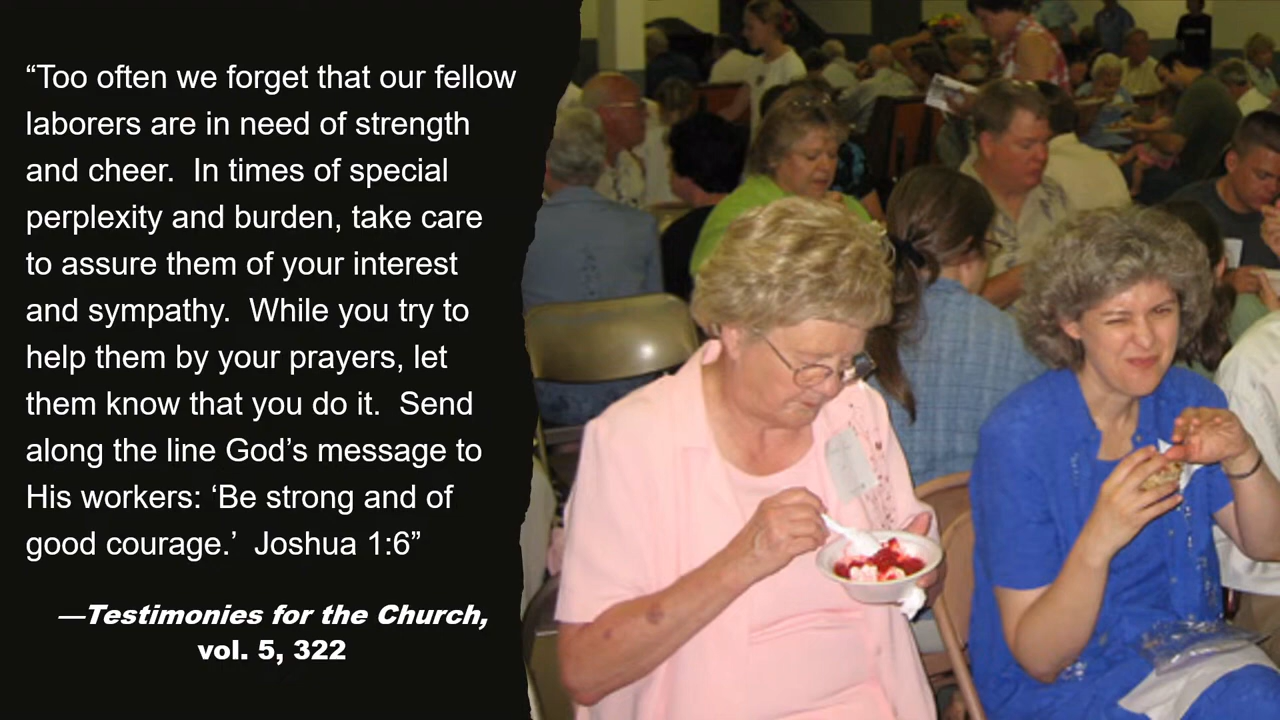 “Too often we forget that our fellow
laborers are in need of strength
and cheer.  In times of special
perplexity and burden, take care
to assure them of your interest
and sympathy.  While you try to
help them by your prayers, let
them know that you do it.  Send
along the line God’s message to
His workers: ‘Be strong and of
good courage.’  Joshua 1:6”
—Testimonies for the Church,
vol. 5, 322